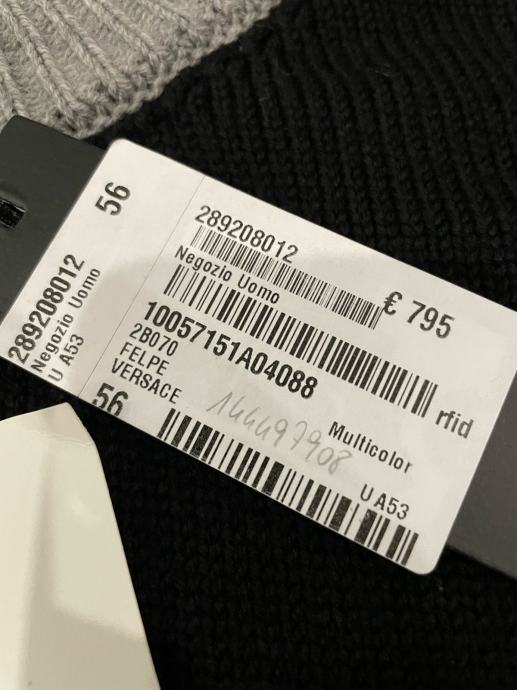 56
289208012
Negozio Uomo
U A53
289208012
Negozio Uomo
€ 795
10057151A04088
rfid
2B070
FELPE
VERSACE
Multicolor
56
144497908
U A53